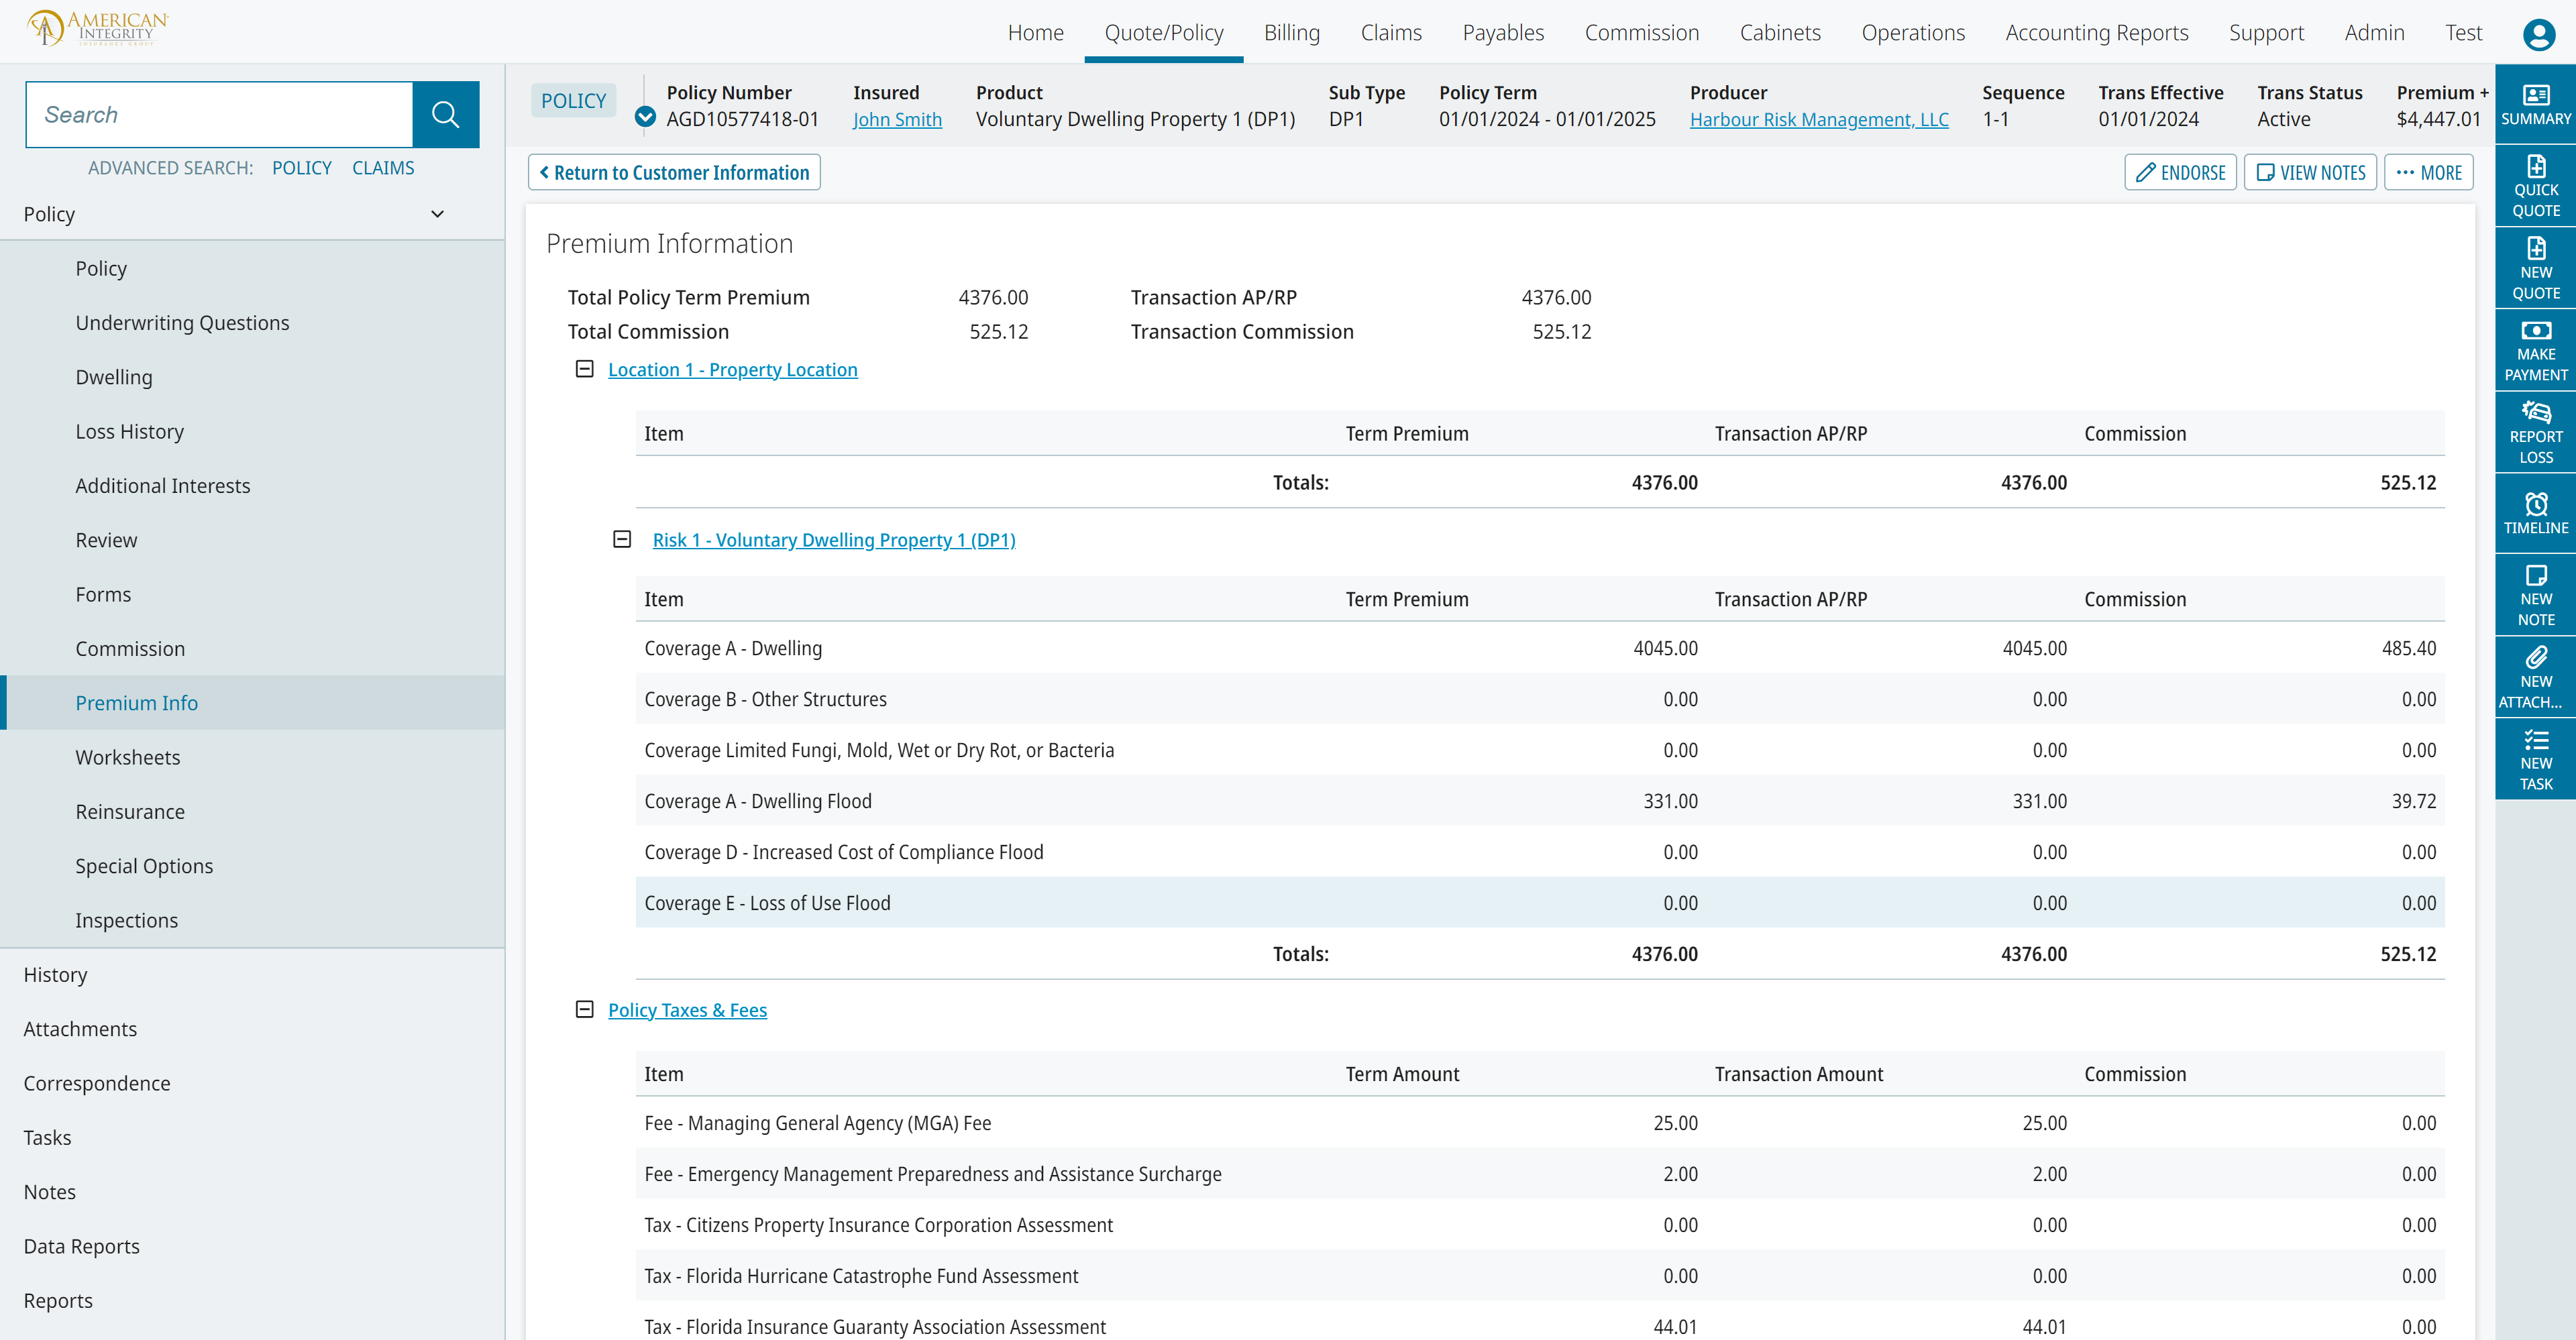 AMERICAN
INTEGRITY
INSURANCE GROUP
Home Quote/Policy Billing Claims Payables Commission Cabinets Operations Accounting Reports Support Admin Test
Search
ADVANCED SEARCH: POLICY CLAIMS
Policy
Policy
Underwriting Questions
Dwelling
Loss History
Additional Interests
Review
Forms
Commission
Premium Info
Worksheets
Reinsurance
Special Options
Inspections
History
Attachments
Correspondence
Tasks
Notes
Data Reports
Reports
POLICY
Policy Number Insured Product Sub Type Policy Term Producer Sequence Trans Effective Trans Status Premium +
AGD10577418-01 John Smith Voluntary Dwelling Property 1 (DP1) DP1 01/01/2024 - 01/01/2025 Harbour Risk Management, LLC 1-1 01/01/2024 Active $4,447.01
Return to Customer Information ENDORSE VIEW NOTES MORE
Premium Information
Total Policy Term Premium 4376.00 Transaction AP/RP 4376.00
Total Commission 525.12 Transaction Commission 525.12
Location 1 - Property Location
Item Term Premium Transaction AP/RP Commission
Totals: 4376.00 4376.00 525.12
Risk 1 - Voluntary Dwelling Property 1 (DP1)
Item Term Premium Transaction AP/RP Commission
Coverage A - Dwelling 4045.00 4045.00 485.40
Coverage B - Other Structures 0.00 0.00 0.00
Coverage Limited Fungi, Mold, Wet or Dry Rot, or Bacteria 0.00 0.00 0.00
Coverage A - Dwelling Flood 331.00 331.00 39.72
Coverage D - Increased Cost of Compliance Flood 0.00 0.00 0.00
Coverage E - Loss of Use Flood 0.00 0.00 0.00
Totals: 4376.00 4376.00 525.12
Policy Taxes & Fees
Item Term Amount Transaction Amount Commission
Fee - Managing General Agency (MGA) Fee 25.00 25.00 0.00
Fee - Emergency Management Preparedness and Assistance Surcharge 2.00 2.00 0.00
Tax - Citizens Property Insurance Corporation Assessment 0.00 0.00 0.00
Tax - Florida Hurricane Catastrophe Fund Assessment 0.00 0.00 0.00
Tax - Florida Insurance Guaranty Association Assessment 44.01 44.01 0.00
SUMMARY
QUICK
QUOTE
NEW
QUOTE
MAKE
PAYMENT
REPORT
LOSS
TIMELINE
NEW
NOTE
NEW
ATTACH...
NEW
TASK